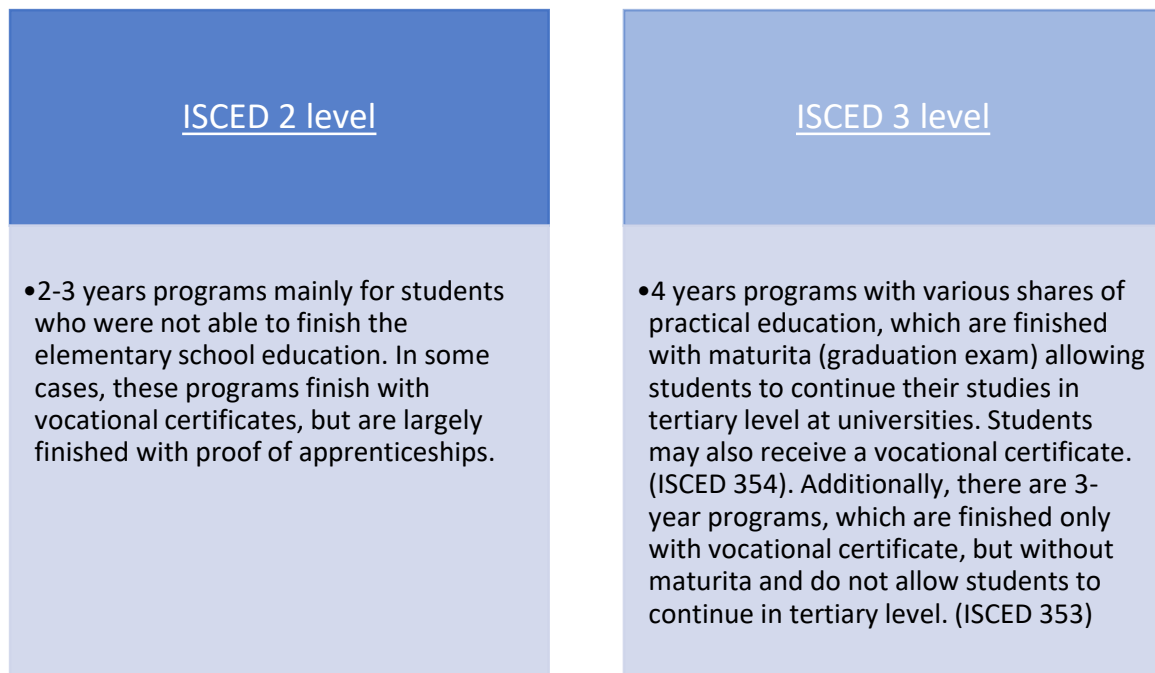 ISCED 2 level
•2-3 years programs mainly for students
who were not able to finish the
elementary school education. In some
cases, these programs finish with
vocational certificates, but are largely
finished with proof of apprenticeships.
ISCED 3 level
•4 years programs with various shares of
practical education, which are finished
with maturita (graduation exam) allowing
students to continue their studies in
tertiary level at universities. Students
may also receive a vocational certificate.
(ISCED 354). Additionally, there are 3-
year programs, which are finished only
with vocational certificate, but without
maturita and do not allow students to
continue in tertiary level. (ISCED 353)